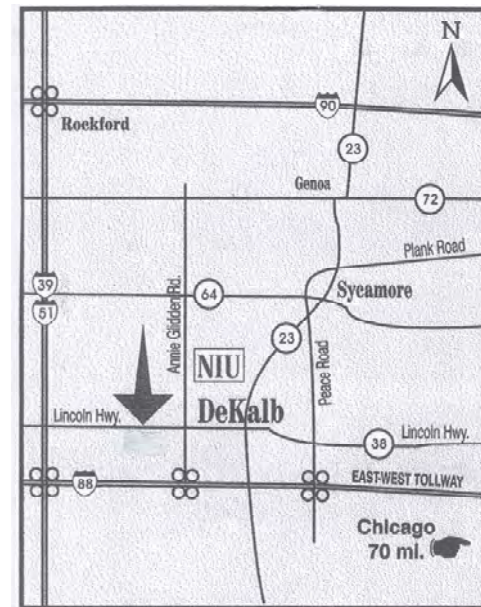 N
90
Rockford
23
Genoa
72
Plank Road
39
51
Annie Glidden Rd.
64
Sycamore
23
Peace Road
NIU
DeKalb
Lincoln Hwy.
38
Lincoln Hwy.
88
EAST-WEST TOLLWAY
Chicago
70 mi.